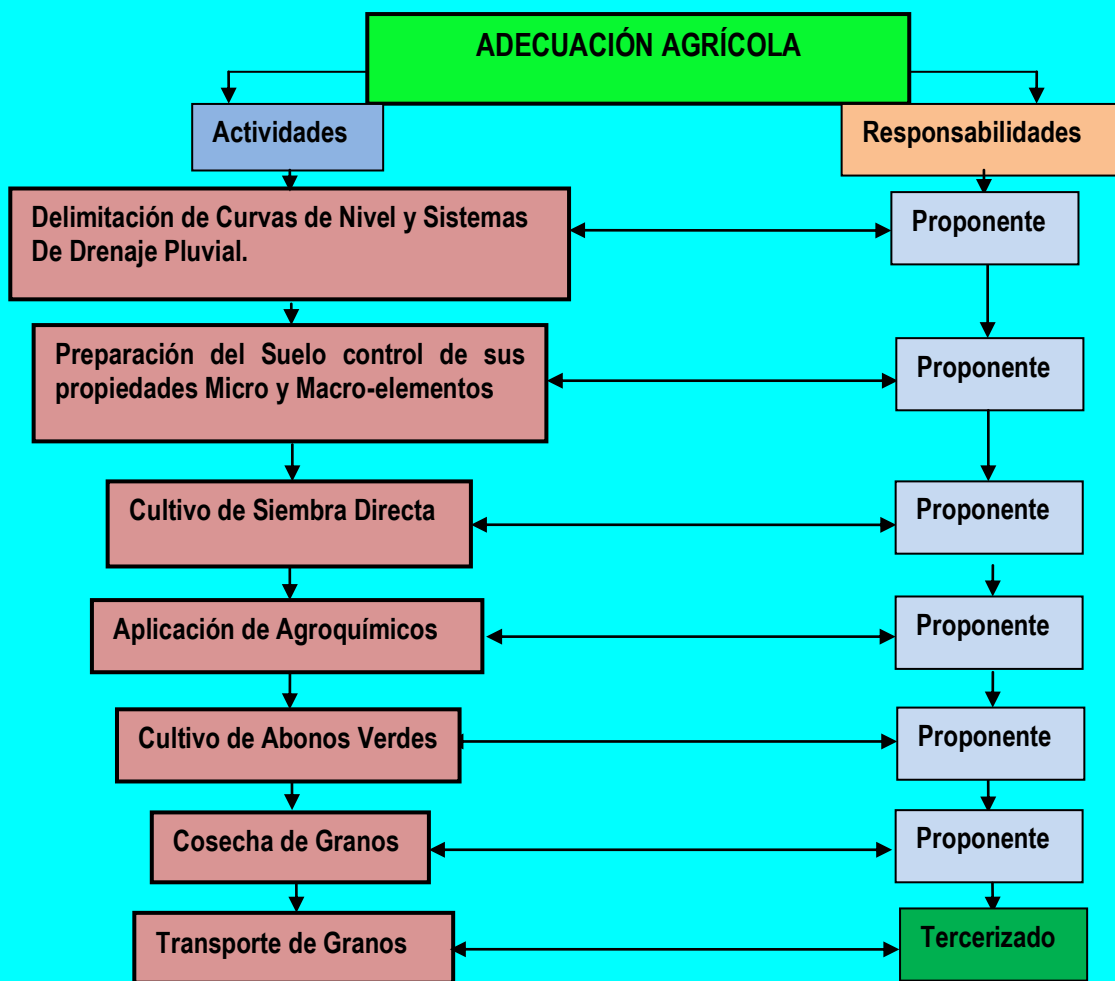 ADECUACIÓN AGRÍCOLA
Actividades
Responsabilidades
Delimitación de Curvas de Nivel y Sistemas
De Drenaje Pluvial.
Proponente
Preparación del Suelo control de sus
propiedades Micro y Macro-elementos
Proponente
Cultivo de Siembra Directa
Proponente
Aplicación de Agroquímicos
Proponente
Cultivo de Abonos Verdes
Proponente
Cosecha de Granos
Proponente
Transporte de Granos
Tercerizado